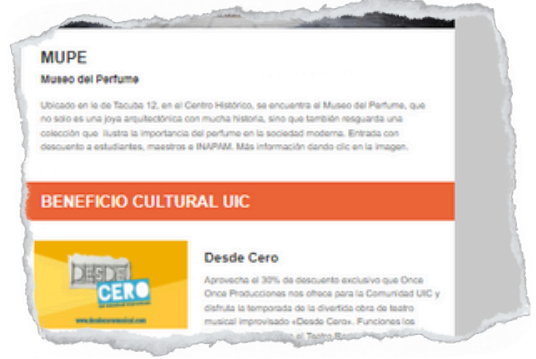 MUPE
Museo del Perfume
Ubicado en le de Tacuba 12, en el Centro Histórico, se encuentra el Museo del Perfume, que
no solo es una joya arquitectónica con mucha historia, sino que también resguarda una
colección que ilustra la importancia del perfume en la sociedad moderna. Entrada con
descuento a estudiantes, maestros e INAPAM. Más información dando clic en la imagen.
BENEFICIO CULTURAL UIC
DESDE
CERO
www.desdeceromusical.com
Desde Cero
Aprovecha el 30% de descuento exclusivo que Once
Once Producciones nos ofrece para la Comunidad UIC y
disfruta la temporada de la divertida obra de teatro
musical improvisado «Desde Cero». Funciones los
el Teatro